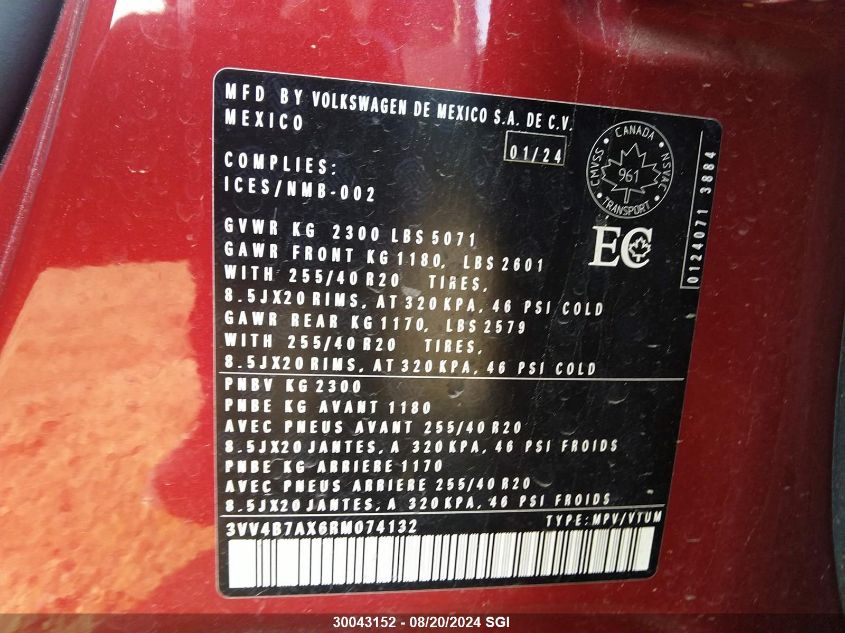 MFD BY VOLKSWAGEN DE MEXICO S.A. DE C.V.
MEXICO
01/24
COMPLIES:
ICES/NMB-002
CANADA
CMVSS
NSVAC
961
TRANSPORT
EC
0124071 3884
GVWR KG 2300 LBS 5071
GAWR FRONT KG 1180, LBS 2601
WITH 255/40 R20 TIRES,
8.5JX20 RIMS, AT 320 KPA, 46 PSI COLD
GAWR REAR KG 1170, LBS 2579
WITH 255/40 R20 TIRES,
8.5JX20 RIMS, AT 320 KPA, 46 PSI COLD
PNBV KG 2300
PNBE KG AVANT 1180
AVEC PNEUS AVANT 255/40 R20
8.5JX20 JANTES, A 320 KPA, 46 PSI FROIDS
PNBE KG ARRIERE 1170
AVEC PNEUS ARRIERE 255/40 R20
8.5JX20 JANTES, A 320 KPA, 46 PSI FROIDS
3VV4B7AX6RM074132 TYPE: MPV/VTUM
30043152 - 08/20/2024 SGI